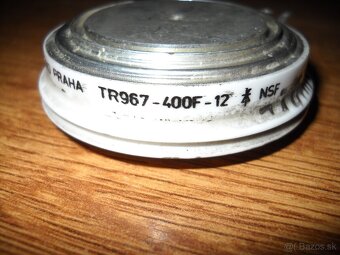 PRAHA TR967-400F-12 NSF
@f Bazos.sk